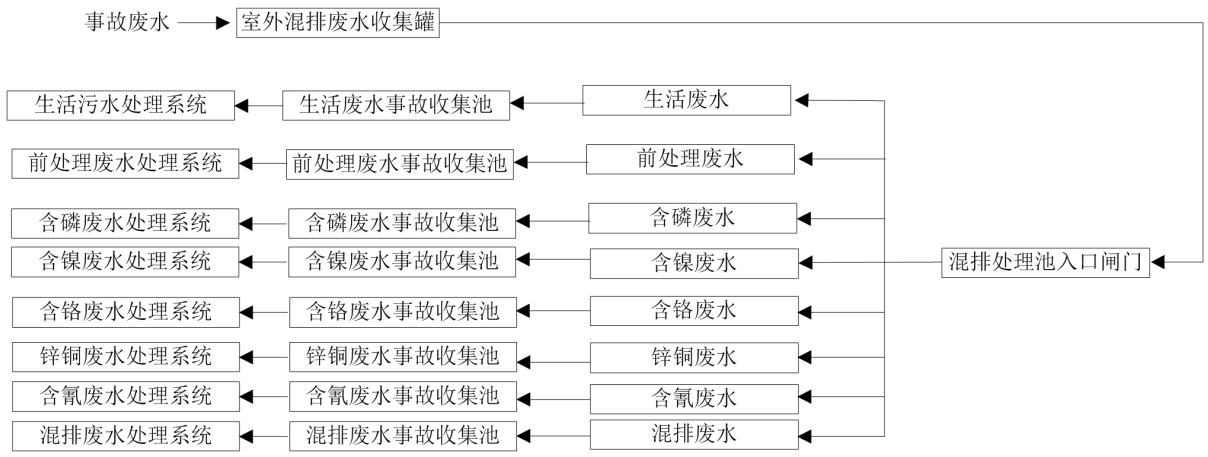 事故废水
室外混排废水收集罐
生活污水处理系统
生活废水事故收集池
生活废水
前处理废水处理系统
前处理废水事故收集池
前处理废水
含磷废水处理系统
含磷废水事故收集池
含磷废水
含镍废水处理系统
含镍废水事故收集池
含镍废水
混排处理池入口闸门
含铬废水处理系统
含铬废水事故收集池
含铬废水
锌铜废水处理系统
锌铜废水事故收集池
锌铜废水
含氰废水处理系统
含氰废水事故收集池
含氰废水
混排废水处理系统
混排废水事故收集池
混排废水